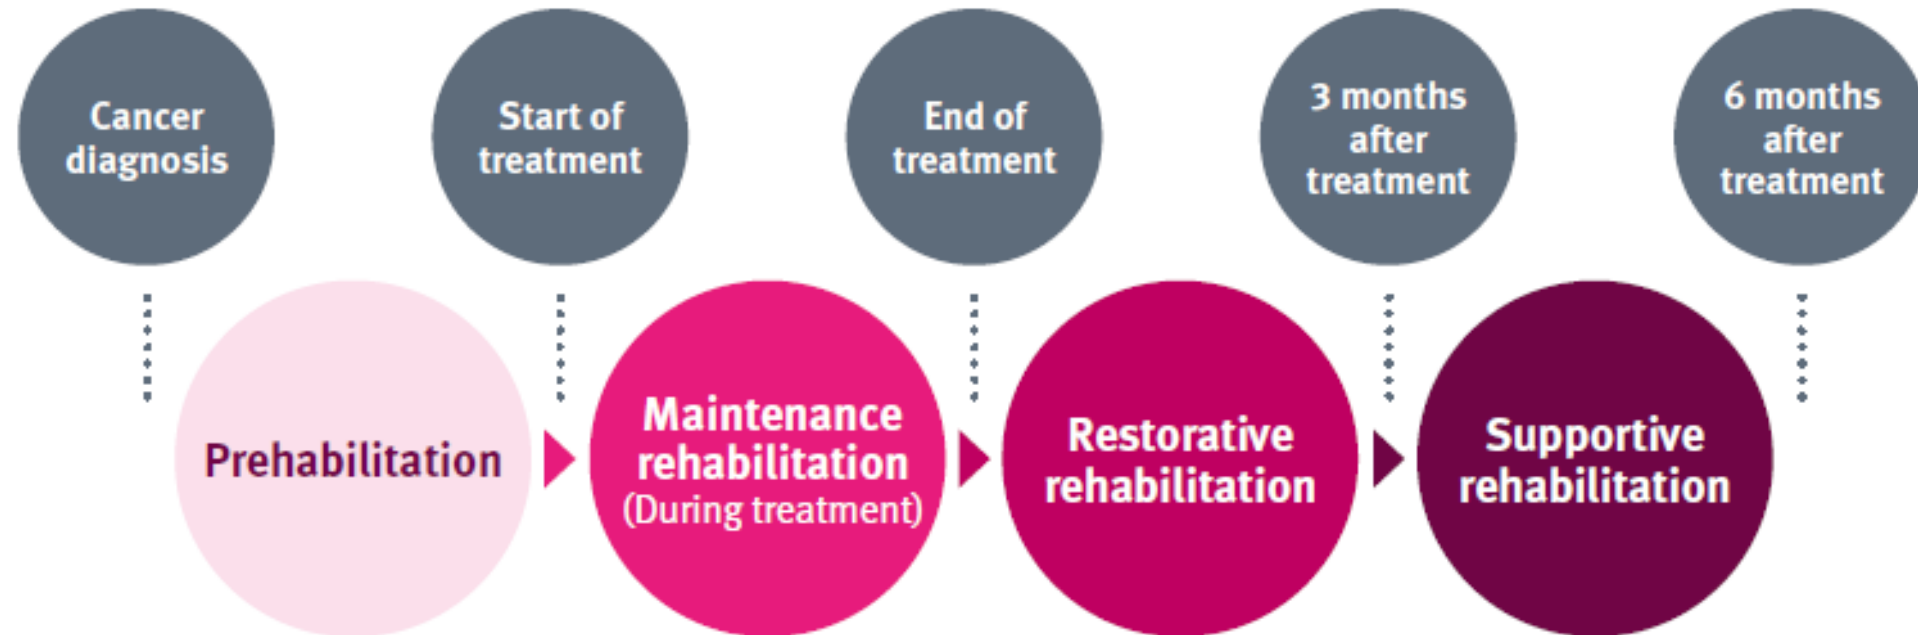 Cancer
diagnosis
Start of
treatment
End of
treatment
3 months
after
treatment
6 months
after
treatment
Prehabilitation
Maintenance
rehabilitation
(During treatment)
Restorative
rehabilitation
Supportive
rehabilitation